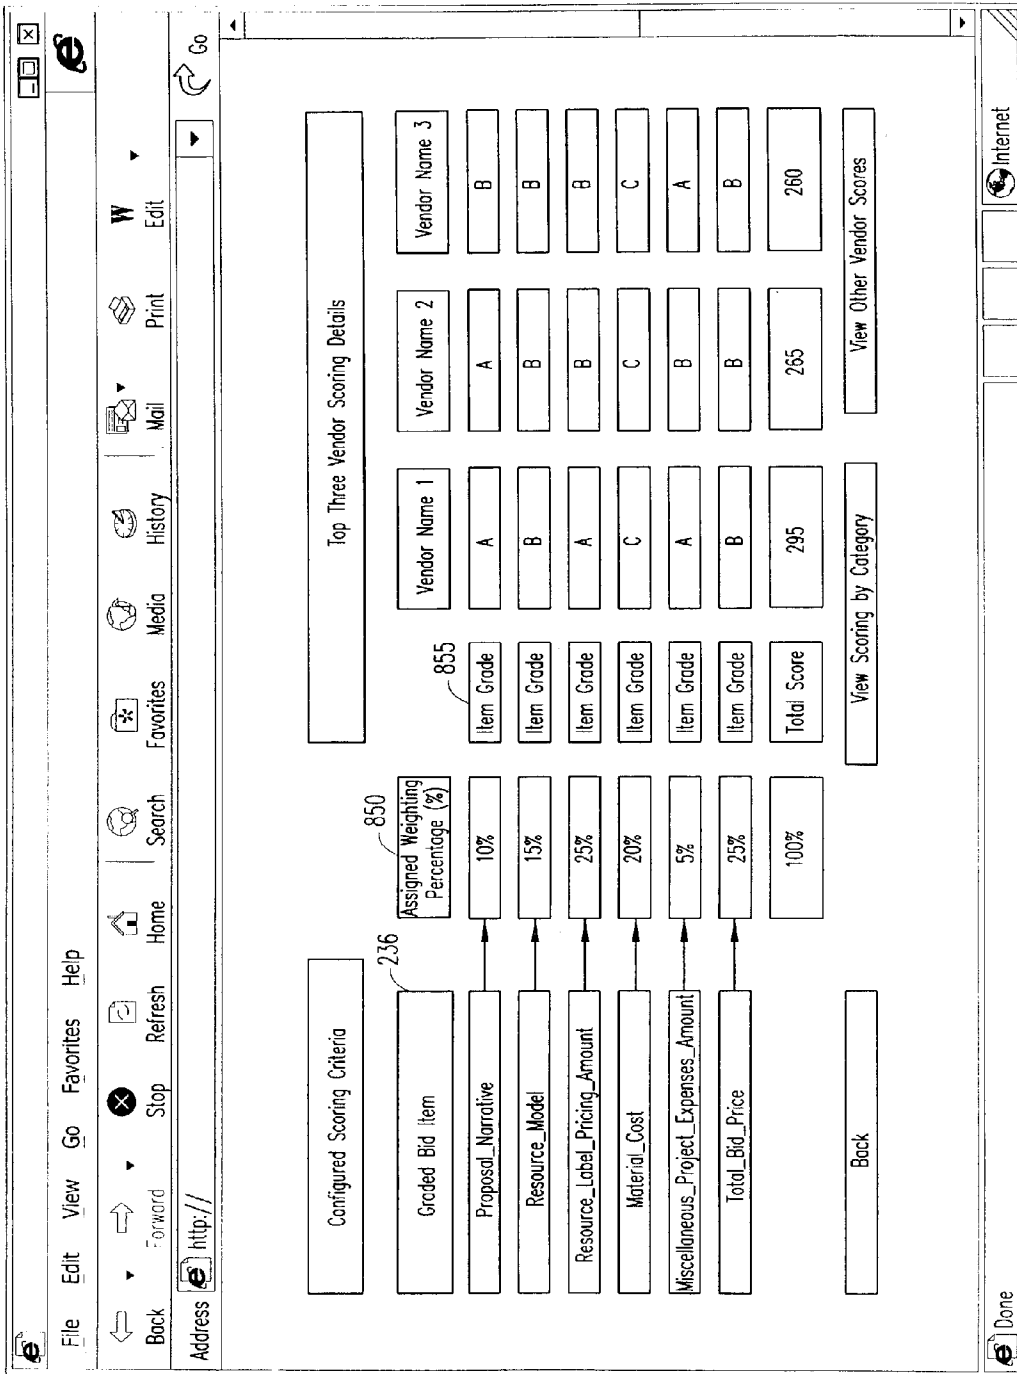 File Edit View Go Favorites Help
Back Forward Stop Refresh Home Search Favorites Media History Mail Print Edit
W
Address http:// Go
Configured Scoring Criteria Top Three Vendor Scoring Details
236 850
Graded Bid Item Assigned Weighting Percentage (%) Vendor Name 1 Vendor Name 2 Vendor Name 3
855
Proposal_Narrative 10% Item Grade A A B
Resource_Model 15% Item Grade B B B
Resource_Label_Pricing_Amount 25% Item Grade A B B
Material_Cost 20% Item Grade C C C
Miscellaneous_Project_Expenses_Amount 5% Item Grade A B A
Total_Bid_Price 25% Item Grade B B B
100% Total Score 295 265 260
Back View Scoring by Category View Other Vendor Scores
Done Internet